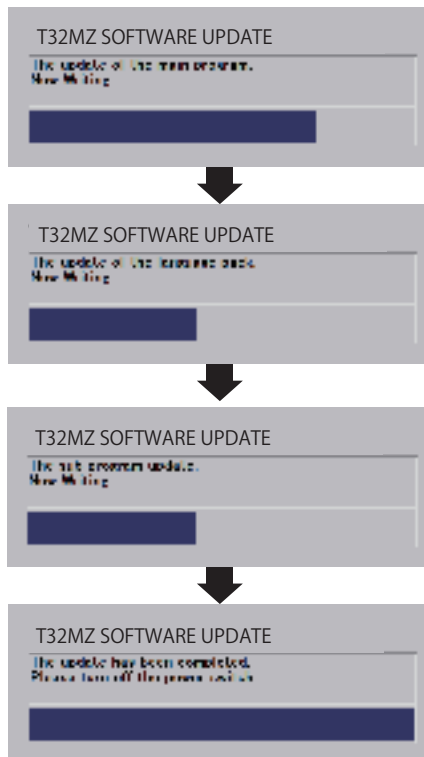 T32MZ SOFTWARE UPDATE
The update of the main program.
Now Writing
T32MZ SOFTWARE UPDATE
The update of the language pack.
Now Writing
T32MZ SOFTWARE UPDATE
The sub program update.
Now Writing
T32MZ SOFTWARE UPDATE
The update has been completed.
Please turn off the power switch